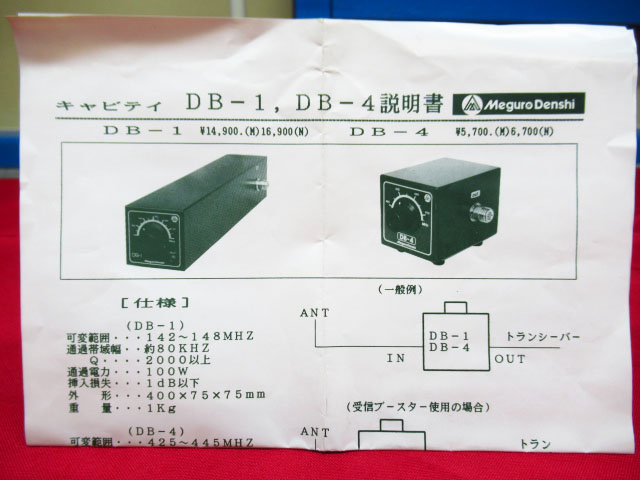 キャビティ DB-1, DB-4説明書 MeguroDenshi
DB-1 ¥14,900.(M)16,900(N) DB-4 ¥5,700.(M)6,700(N)
DB-1
DB-4
[仕様]
(DB-1)
可変範囲・・・142~148MHZ
通過帯域幅・・約80KHZ
Q・・・・2000以上
通過電力・・・100W
挿入損失・・・1dB以下
外 形・・・400×75×75mm
重 量・・・1Kg
(DB-4)
可変範囲・・・425~445MHZ
(一般例)
ANT
DB-1
DB-4
トランシーバー
IN OUT
(受信ブースター使用の場合)
ANT
トラン